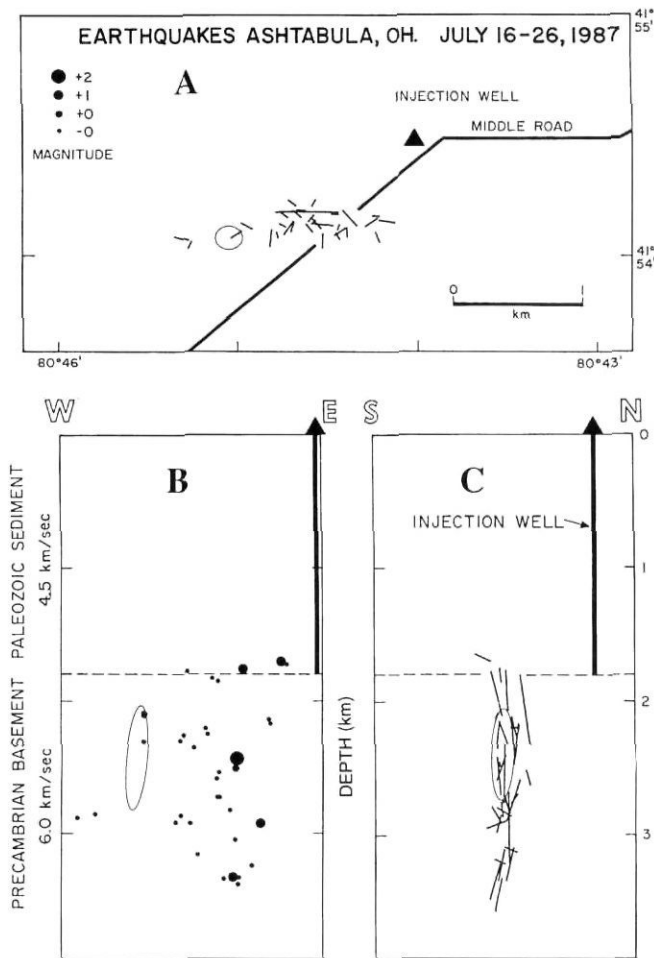 EARTHQUAKES ASHTABULA, OH. JULY 16-26, 1987
41°
55'
A
+2
+1
+0
-0
MAGNITUDE
INJECTION WELL
MIDDLE ROAD
41°
54'
0 1
km
80°46'
80°43'
W E S N
B
C
INJECTION WELL
0
1
2
3
DEPTH (km)
PALEOZOIC SEDIMENT
4.5 km/sec
PRECAMBRIAN BASEMENT
6.0 km/sec